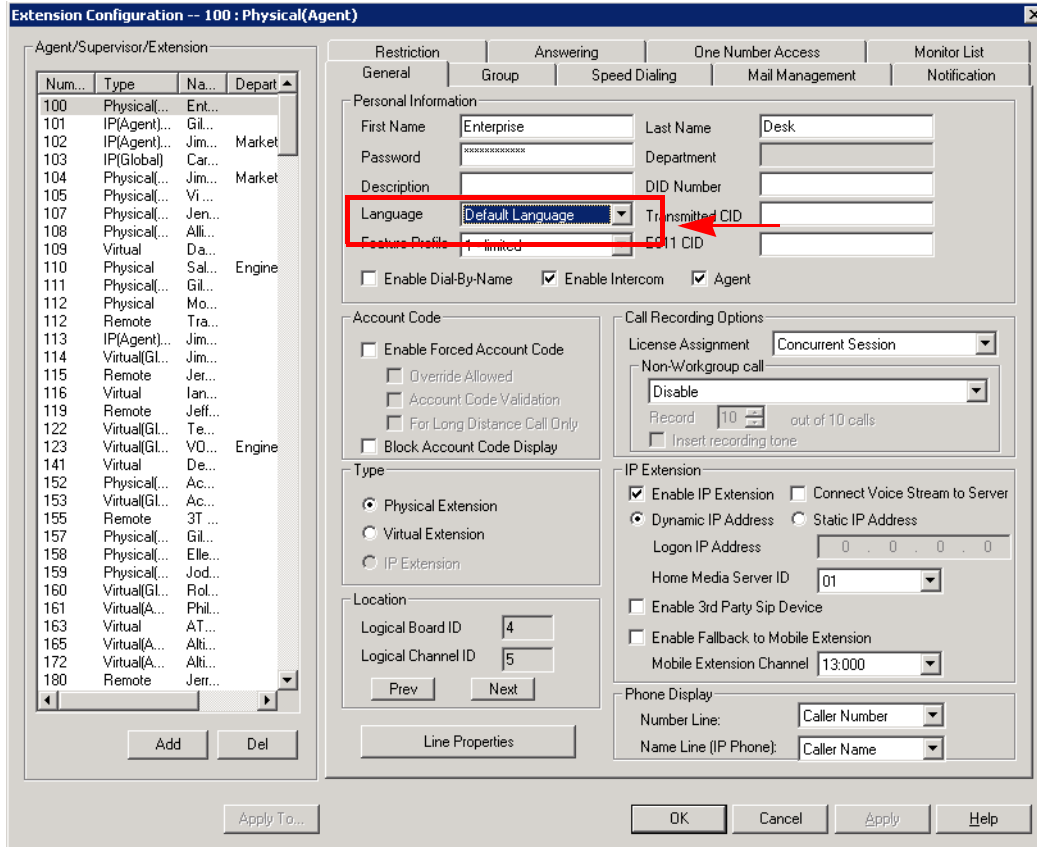 Extension Configuration -- 100 : Physical(Agent)
Agent/Supervisor/Extension
Num... Type Na... Depart
100 Physical(... Ent...
101 IP(Agent)... Gil...
102 IP(Agent)... Jim... Market
103 IP(Global) Car...
104 Physical(... Jim... Market
105 Physical(... Vi ...
107 Physical(... Jen...
108 Physical(... Alli...
109 Virtual Da...
110 Physical Sal... Engine
111 Physical(... Gil...
112 Physical Mo...
112 Remote Tra...
113 IP(Agent)... Jim...
114 Virtual(Gl... Jim...
115 Remote Jer...
116 Virtual Ian...
119 Remote Jeff...
122 Virtual(Gl... Te...
123 Virtual(Gl... VO... Engine
141 Virtual De...
152 Physical(... Ac...
153 Virtual(Gl... Ac...
155 Remote 3T ...
157 Physical(... Gil...
158 Physical(... Elle...
159 Physical(... Jod...
160 Virtual(Gl... Rol...
161 Virtual(A... Phil...
163 Virtual AT...
165 Virtual(A... Alti...
172 Virtual(A... Alti...
180 Remote Jerr...
Add Del
Apply To...
Restriction Answering One Number Access Monitor List
General Group Speed Dialing Mail Management Notification
Personal Information
First Name Enterprise Last Name Desk
Password xxxxxxxxxxxx Department
Description DID Number
Language Default Language Transmitted CID
Feature Profile 1 - limited E911 CID
Enable Dial-By-Name Enable Intercom Agent
Account Code
Enable Forced Account Code
Override Allowed
Account Code Validation
For Long Distance Call Only
Block Account Code Display
Call Recording Options
License Assignment Concurrent Session
Non-Workgroup call
Disable
Record 10 out of 10 calls
Insert recording tone
Type
Physical Extension
Virtual Extension
IP Extension
IP Extension
Enable IP Extension Connect Voice Stream to Server
Dynamic IP Address Static IP Address
Logon IP Address 0 . 0 . 0 . 0
Home Media Server ID 01
Enable 3rd Party Sip Device
Enable Fallback to Mobile Extension
Mobile Extension Channel 13:000
Location
Logical Board ID 4
Logical Channel ID 5
Prev Next
Line Properties
Phone Display
Number Line: Caller Number
Name Line (IP Phone): Caller Name
OK Cancel Apply Help